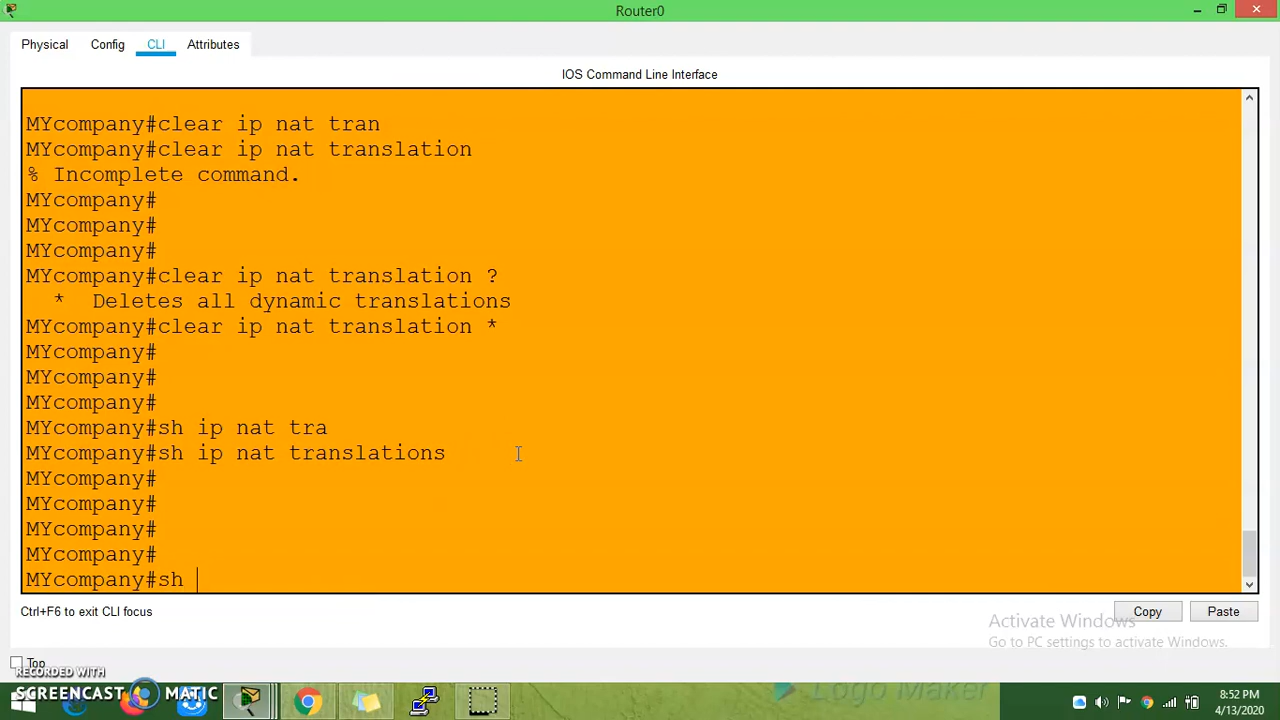 Router0
Physical Config CLI Attributes
IOS Command Line Interface
MYcompany#clear ip nat tran
MYcompany#clear ip nat translation
% Incomplete command.
MYcompany#
MYcompany#
MYcompany#
MYcompany#clear ip nat translation ?
* Deletes all dynamic translations
MYcompany#clear ip nat translation *
MYcompany#
MYcompany#
MYcompany#
MYcompany#sh ip nat tra
MYcompany#sh ip nat translations
MYcompany#
MYcompany#
MYcompany#
MYcompany#
MYcompany#sh
Ctrl+F6 to exit CLI focus
Copy Paste
Activate Windows
Go to PC settings to activate Windows.
Top
RECORDED WITH
SCREENCAST MATIC
Logo Maker
8:52 PM
4/13/2020